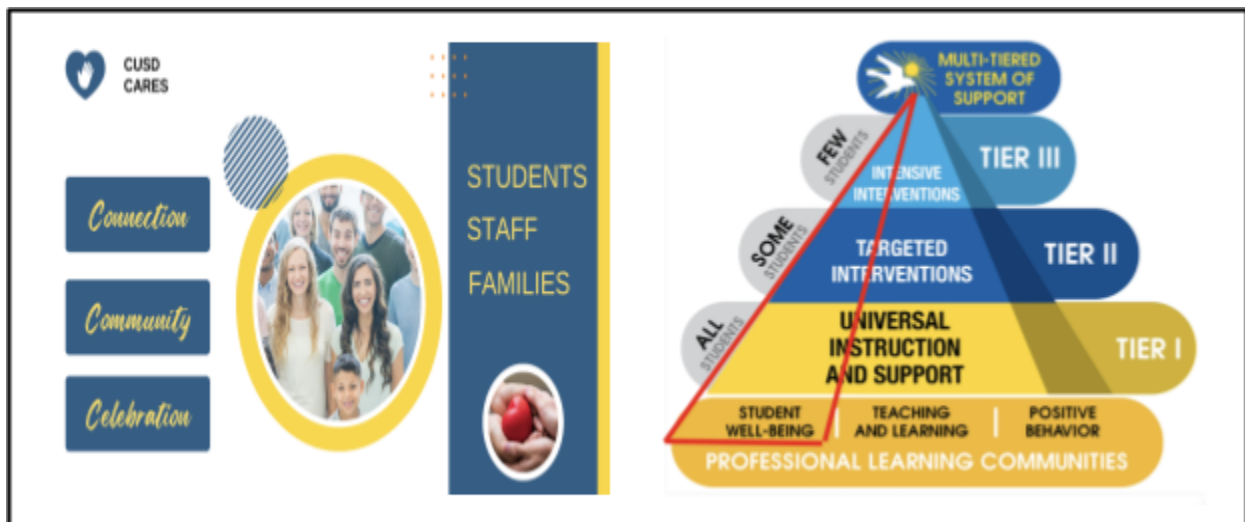 CUSD
CARES
Connection
Community
Celebration
STUDENTS
STAFF
FAMILIES
MULTI-TIERED
SYSTEM OF
SUPPORT
FEW
STUDENTS
INTENSIVE
INTERVENTIONS
TIER III
SOME
STUDENTS
TARGETED
INTERVENTIONS
TIER II
ALL
STUDENTS
UNIVERSAL
INSTRUCTION
AND SUPPORT
TIER I
STUDENT
WELL-BEING
TEACHING
AND LEARNING
POSITIVE
BEHAVIOR
PROFESSIONAL LEARNING COMMUNITIES